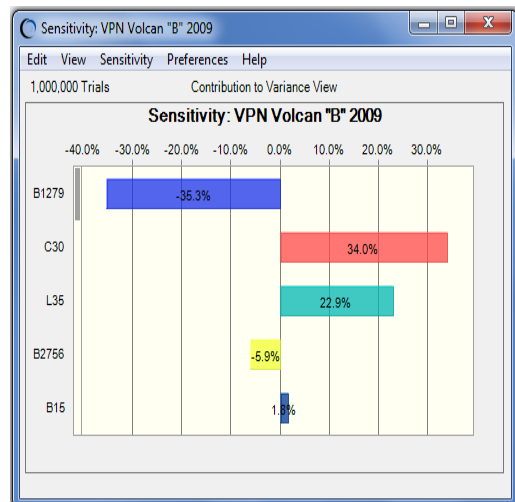 Sensitivity: VPN Volcan "B" 2009
Edit View Sensitivity Preferences Help
1,000,000 Trials Contribution to Variance View
Sensitivity: VPN Volcan "B" 2009
-40.0% -30.0% -20.0% -10.0% 0.0% 10.0% 20.0% 30.0%
B1279 -35.3%
C30 34.0%
L35 22.9%
B2756 -5.9%
B15